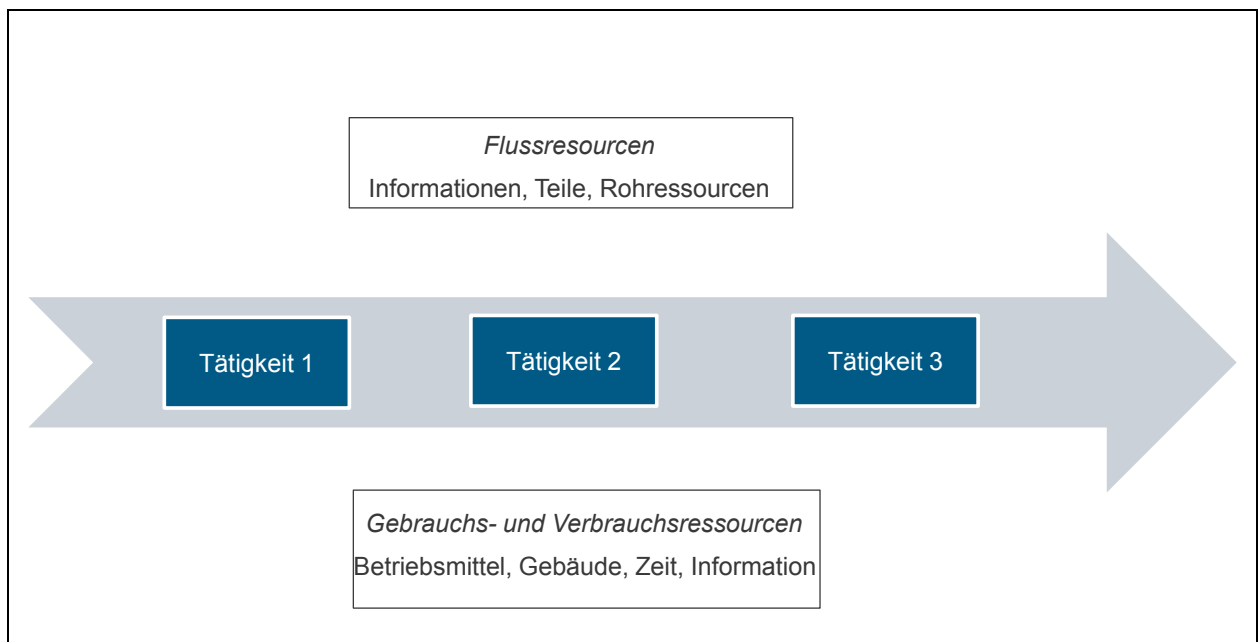 Flussresourcen
Informationen, Teile, Rohressourcen
Tätigkeit 1
Tätigkeit 2
Tätigkeit 3
Gebrauchs- und Verbrauchsressourcen
Betriebsmittel, Gebäude, Zeit, Information